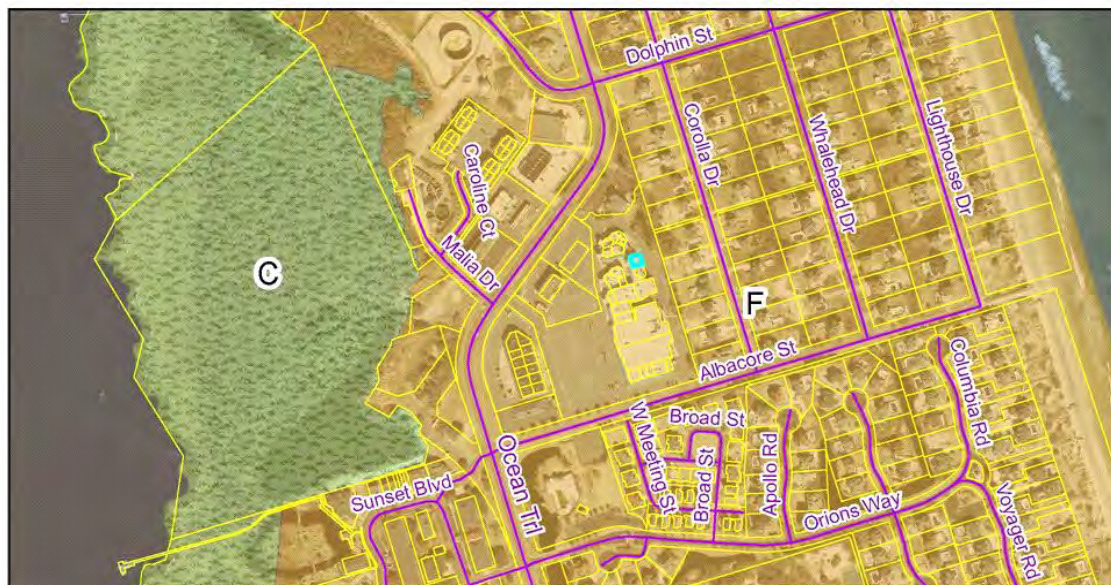 Dolphin St
Corolla Dr
Whalehead Dr
Lighthouse Dr
Caroline Ct
Malia Dr
C
F
Albacore St
Columbia Rd
Broad St
W Meeting St
Broad St
Apollo Rd
Ocean Trl
Sunset Blvd
Orions Way
Voyager Rd